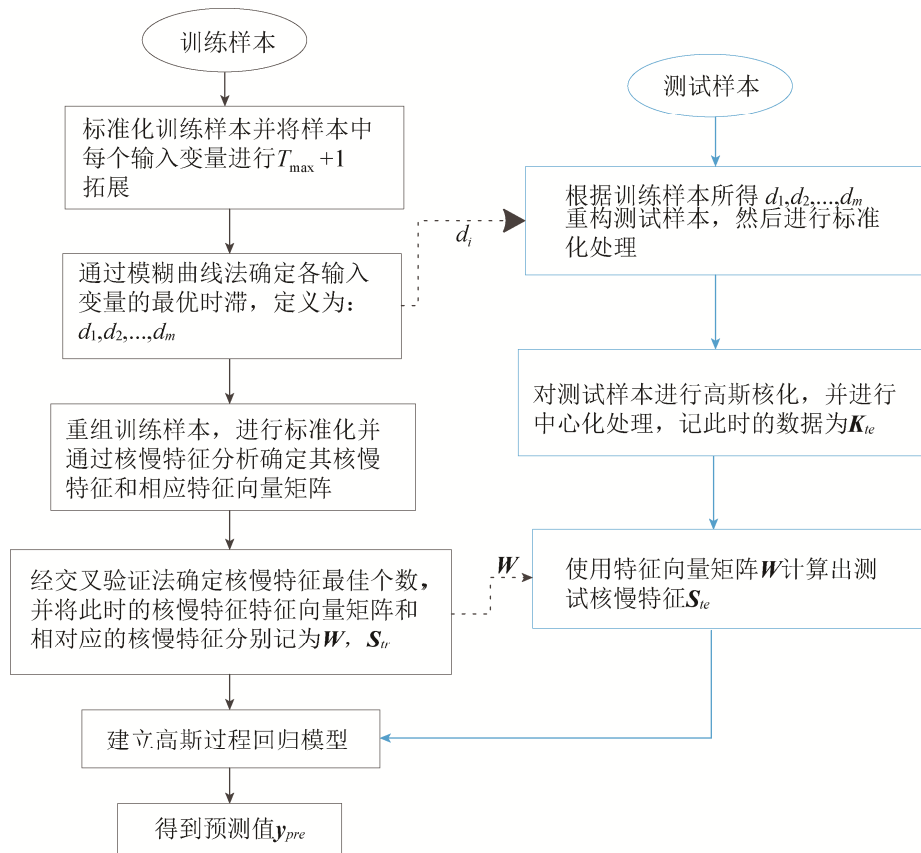 训练样本
标准化训练样本并将样本中
每个输入变量进行Tmax +1
拓展
通过模糊曲线法确定各输入
变量的最优时滞，定义为：
d1,d2,...,dm
重组训练样本，进行标准化并
通过核慢特征分析确定其核慢
特征和相应特征向量矩阵
经交叉验证法确定核慢特征最佳个数，
并将此时的核慢特征特征向量矩阵和
相对应的核慢特征分别记为W，Str
建立高斯过程回归模型
得到预测值ypre
di
W
测试样本
根据训练样本所得 d1,d2,...,dm
重构测试样本，然后进行标准
化处理
对测试样本进行高斯核化，并进行
中心化处理，记此时的数据为Kte
使用特征向量矩阵W计算出测
试核慢特征Ste